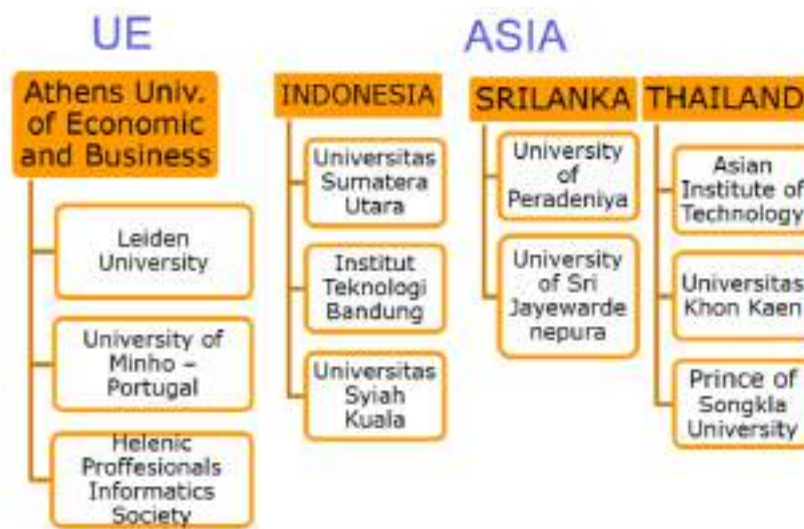 UE
Athens Univ.
of Economic
and Business
Leiden
University
University of
Minho –
Portugal
Helenic
Proffesionals
Informatics
Society
ASIA
INDONESIA
Universitas
Sumatera
Utara
Institut
Teknologi
Bandung
Universitas
Syiah
Kuala
SRILANKA
University
of
Peradeniya
University
of Sri
Jayewarde
nepura
THAILAND
Asian
Institute of
Technology
Universitas
Khon Kaen
Prince of
Songkla
University